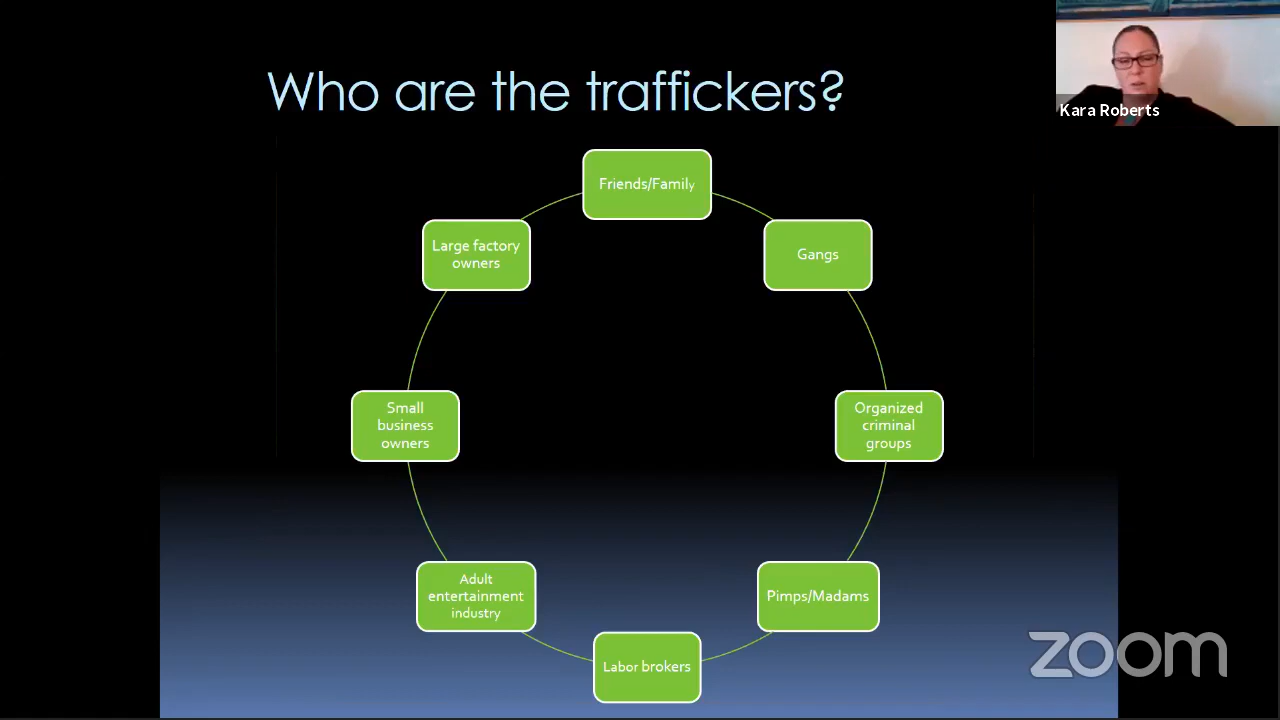 Who are the traffickers?
Kara Roberts
Friends/Family
Gangs
Organized
criminal
groups
Pimps/Madams
Labor brokers
Adult
entertainment
industry
Small
business
owners
Large factory
owners
zoom